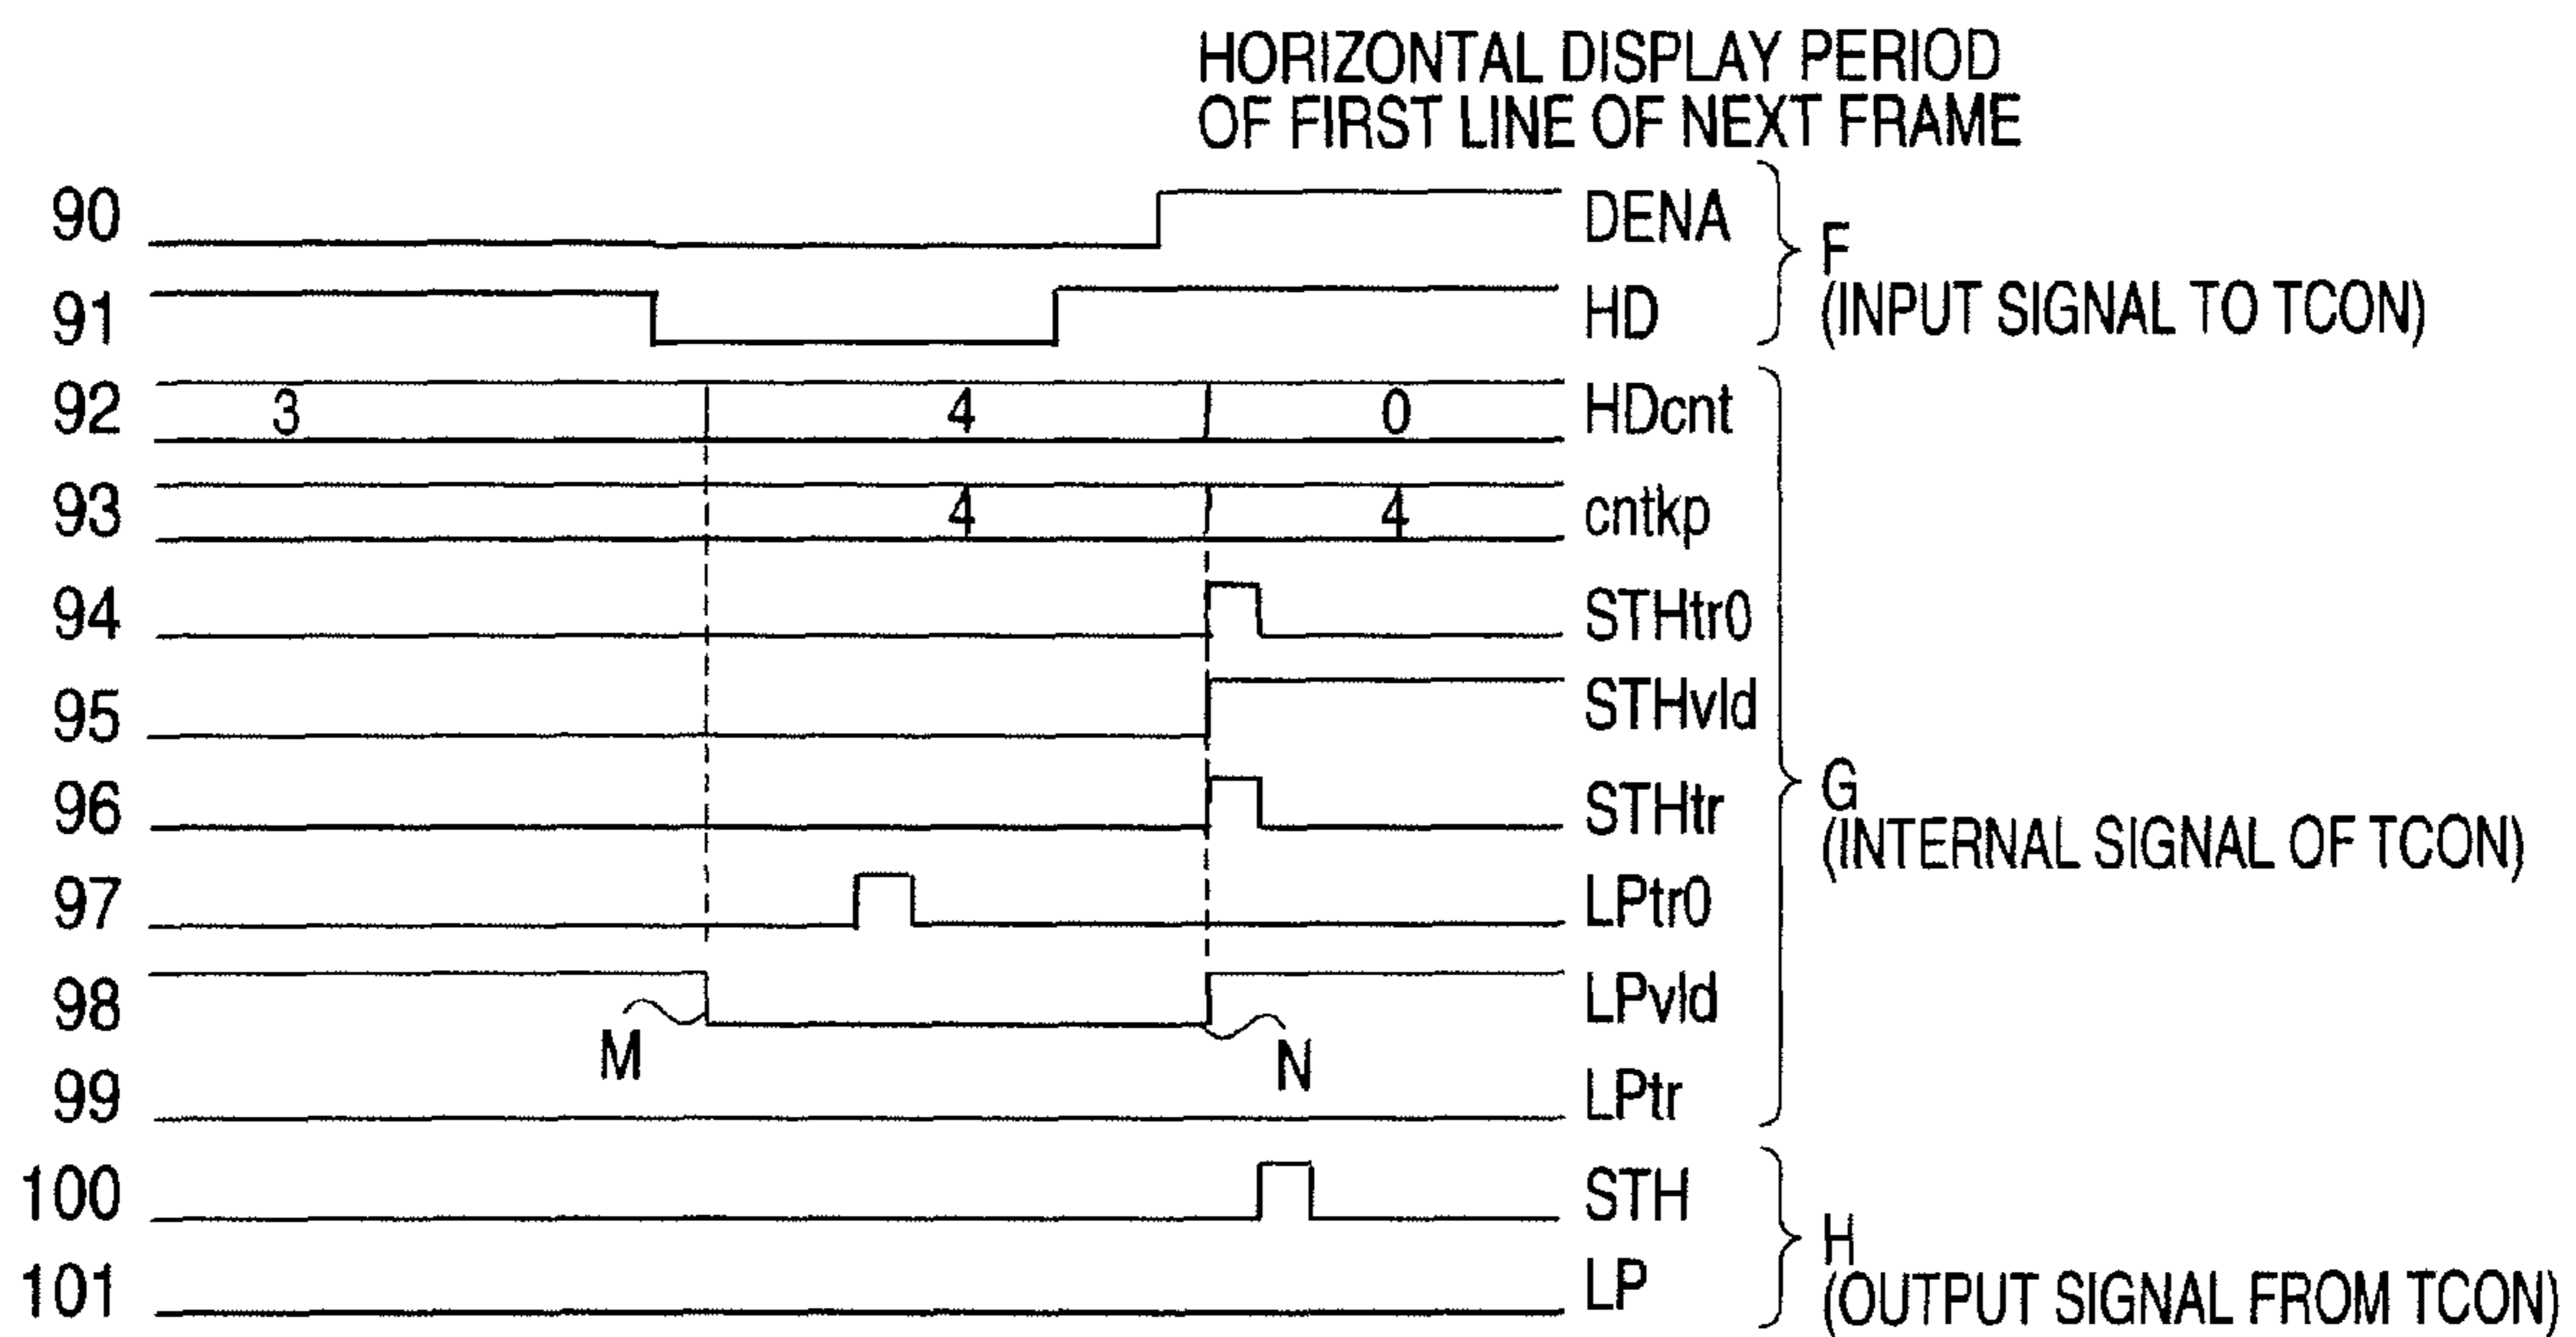 HORIZONTAL DISPLAY PERIOD
OF FIRST LINE OF NEXT FRAME
90 DENA
91 HD
F
(INPUT SIGNAL TO TCON)
92 3 4 0 HDcnt
93 4 4 cntkp
94 STHtr0
95 STHvld
96 STHtr
G
(INTERNAL SIGNAL OF TCON)
97 LPtr0
98 LPvld
M N
99 LPtr
100 STH
101 LP
H
(OUTPUT SIGNAL FROM TCON)